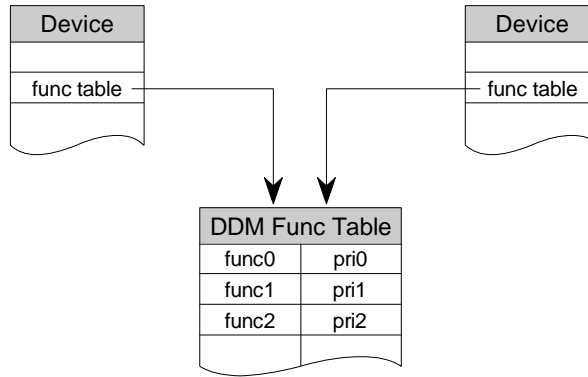 Device
func table
Device
func table
DDM Func Table
func0 pri0
func1 pri1
func2 pri2